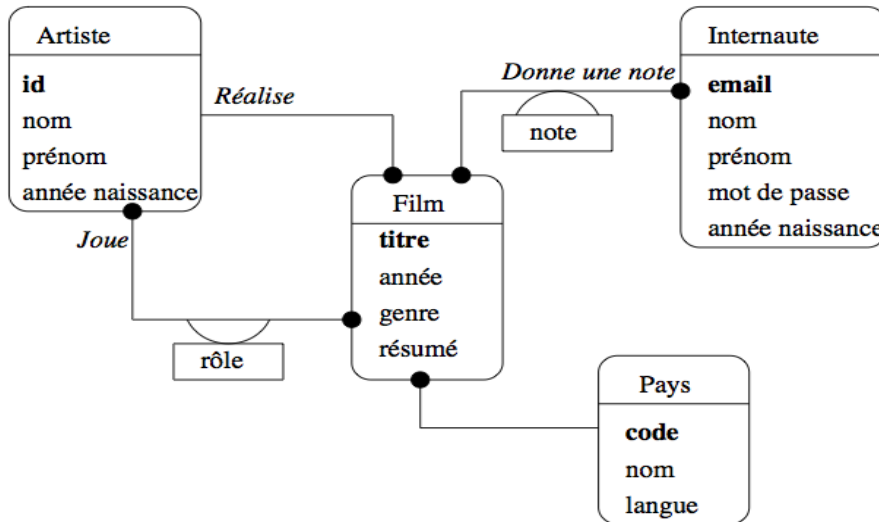 Artiste
id
nom
prénom
année naissance
Réalise
Joue
rôle
Donne une note
note
Internaute
email
nom
prénom
mot de passe
année naissance
Film
titre
année
genre
résumé
Pays
code
nom
langue